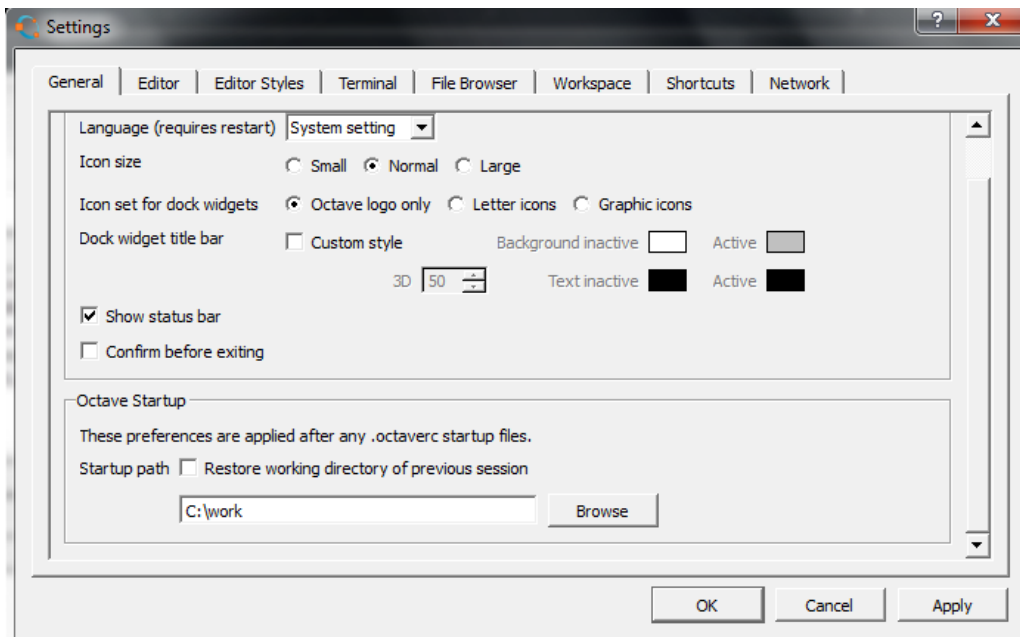 Settings
General Editor Editor Styles Terminal File Browser Workspace Shortcuts Network
Language (requires restart) System setting
Icon size Small Normal Large
Icon set for dock widgets Octave logo only Letter icons Graphic icons
Dock widget title bar Custom style Background inactive Active
3D 50 Text inactive Active
Show status bar
Confirm before exiting
Octave Startup
These preferences are applied after any .octaverc startup files.
Startup path Restore working directory of previous session
C:\work Browse
OK Cancel Apply